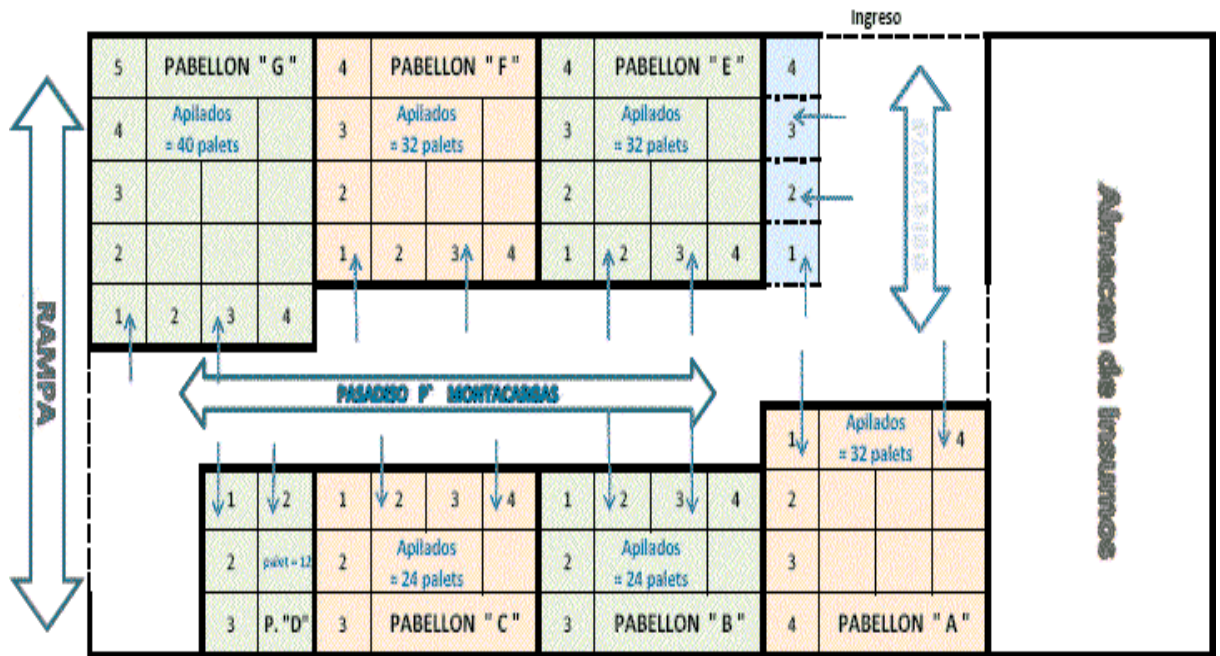 Ingreso
5 PABELLON " G" 4 PABELLON " F" 4 PABELLON " E" 4
4 Apilados 3 Apilados 3 Apilados 3
= 40 palets = 32 palets = 32 palets
3 2 2 2
2 1 2 3 4 1 2 3 4 1
1 2 3 4
RAMPA
PASADIZO P' MONTACARGAS
Almacen de Insumos
1 Apilados 4
= 32 palets
1 2 1 2 3 4 1 2 3 4 2
2 palet = 12 2 Apilados 2 Apilados 3
= 24 palets = 24 palets
3 P. "D" 3 PABELLON " C" 3 PABELLON " B" 4 PABELLON " A"